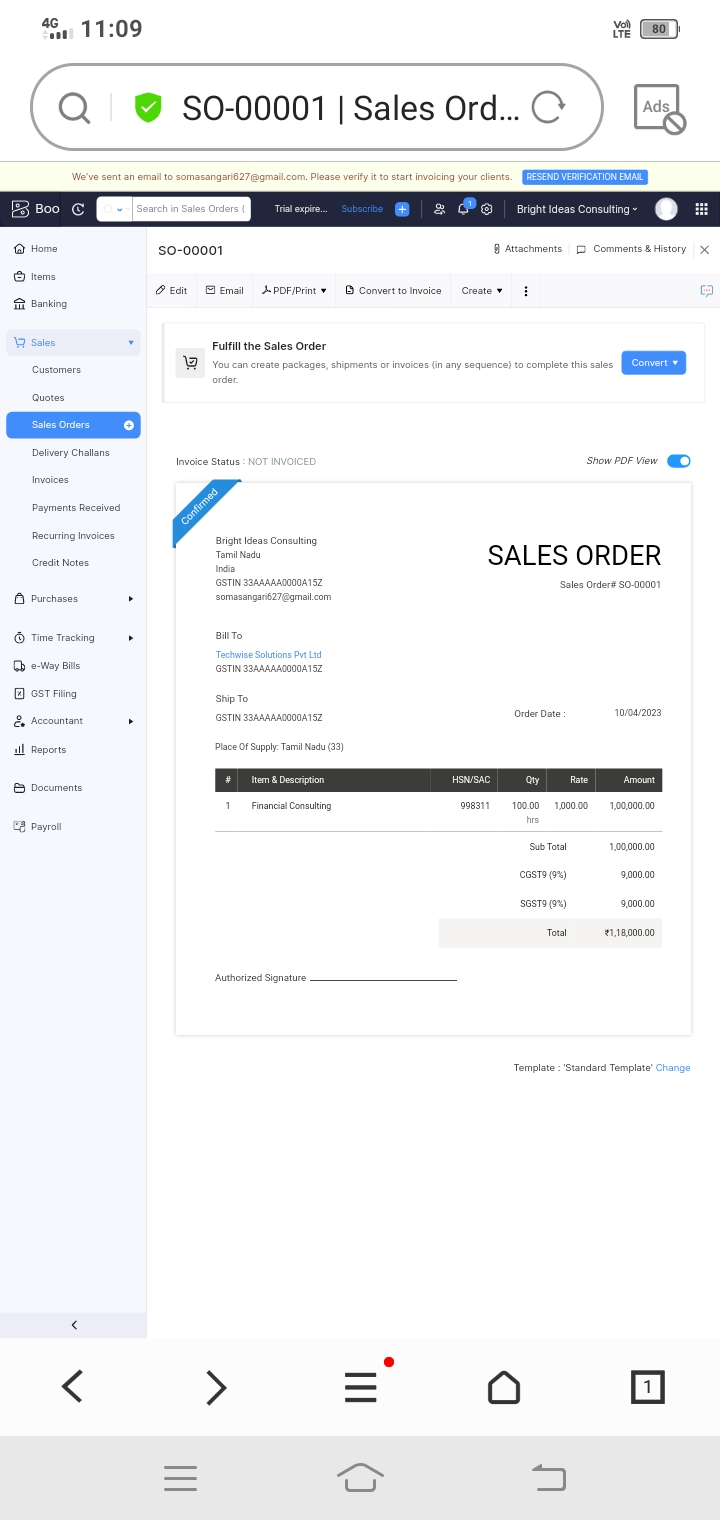 4G 11:09 Vo) LTE 80
SO-00001 | Sales Ord... Ads
We've sent an email to somasangari627@gmail.com. Please verify it to start invoicing your clients. RESEND VERIFICATION EMAIL
Boo Search in Sales Orders ( Trial expire... Subscribe 1 Bright Ideas Consulting
Home
Items
Banking
Sales
Customers
Quotes
Sales Orders
Delivery Challans
Invoices
Payments Received
Recurring Invoices
Credit Notes
Purchases
Time Tracking
e-Way Bills
GST Filing
Accountant
Reports
Documents
Payroll
SO-00001 Attachments Comments & History
Edit Email PDF/Print Convert to Invoice Create
Fulfill the Sales Order
You can create packages, shipments or invoices (in any sequence) to complete this sales
order.
Convert
Invoice Status : NOT INVOICED Show PDF View
Confirmed
Bright Ideas Consulting
Tamil Nadu
India
GSTIN 33AAAAA0000A15Z
somasangari627@gmail.com
SALES ORDER
Sales Order# SO-00001
Bill To
Techwise Solutions Pvt Ltd
GSTIN 33AAAAA0000A15Z
Ship To
GSTIN 33AAAAA0000A15Z
Order Date : 10/04/2023
Place Of Supply: Tamil Nadu (33)
# Item & Description HSN/SAC Qty Rate Amount
1 Financial Consulting 998311 100.00 1,000.00 1,00,000.00
hrs
Sub Total 1,00,000.00
CGST9 (9%) 9,000.00
SGST9 (9%) 9,000.00
Total ₹1,18,000.00
Authorized Signature
Template : 'Standard Template' Change
1